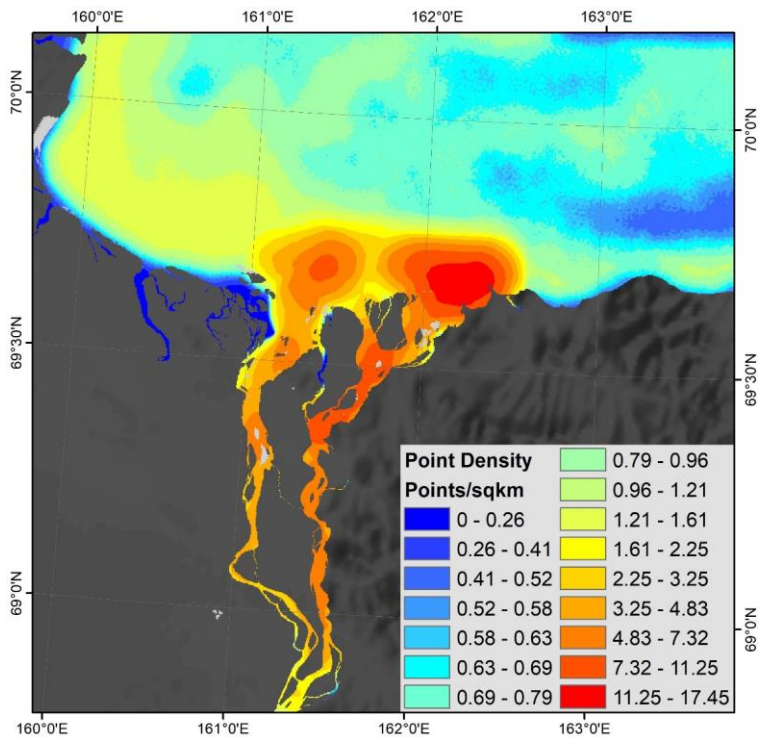 160°0'E 161°0'E 162°0'E 163°0'E
70°0'N
70°0'N
69°30'N
69°30'N
69°0'N
69°0'N
Point Density
Points/sqkm
0 - 0.26
0.26 - 0.41
0.41 - 0.52
0.52 - 0.58
0.58 - 0.63
0.63 - 0.69
0.69 - 0.79
0.79 - 0.96
0.96 - 1.21
1.21 - 1.61
1.61 - 2.25
2.25 - 3.25
3.25 - 4.83
4.83 - 7.32
7.32 - 11.25
11.25 - 17.45
160°0'E 161°0'E 162°0'E 163°0'E